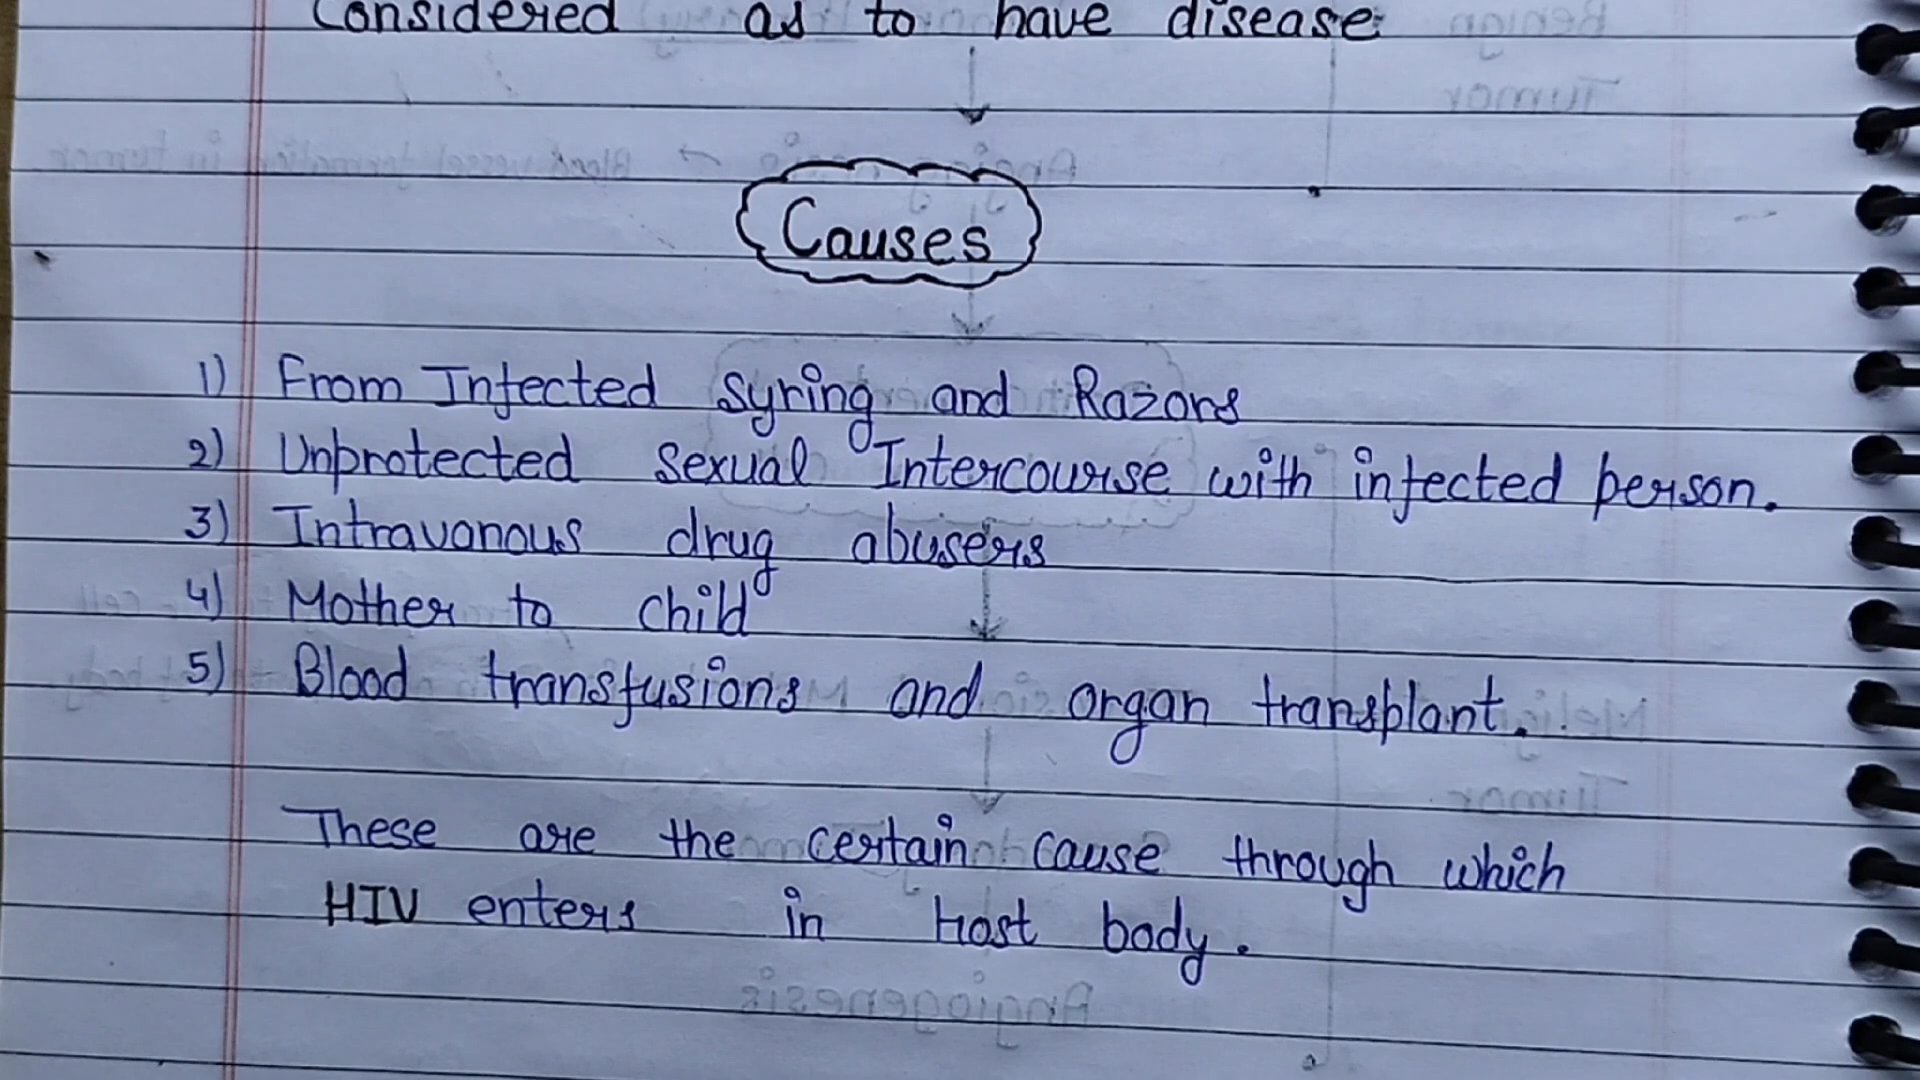 Considered as to have disease
Causes
1) From Infected Syring and Razors
2) Unprotected sexual Intercourse with infected person.
3) Intravonous drug abusers
4) Mother to child
5) Blood transfusions and organ transplant.
These are the certain cause through which
HIV enters in Host body.